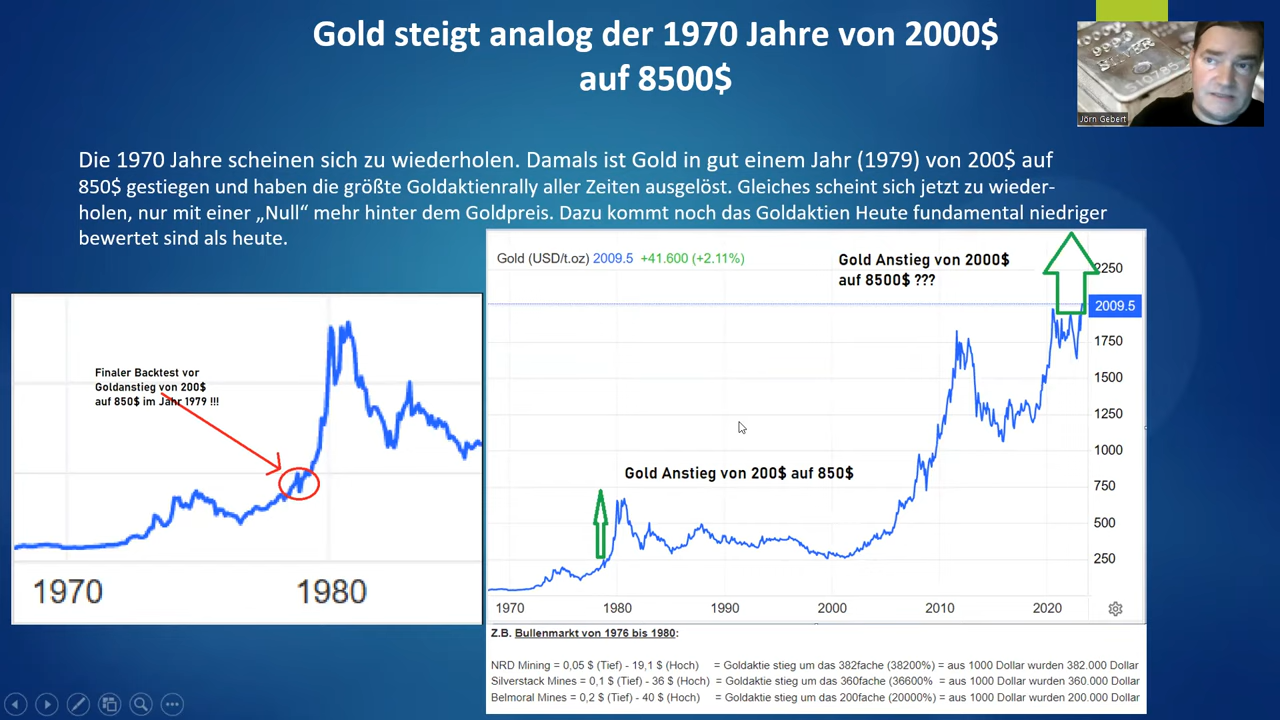 Gold steigt analog der 1970 Jahre von 2000$
auf 8500$
SILVER
Jörn Gebert
Die 1970 Jahre scheinen sich zu wiederholen. Damals ist Gold in gut einem Jahr (1979) von 200$ auf
850$ gestiegen und haben die größte Goldaktienrally aller Zeiten ausgelöst. Gleiches scheint sich jetzt zu wieder-
holen, nur mit einer „Null“ mehr hinter dem Goldpreis. Dazu kommt noch das Goldaktien Heute fundamental niedriger
bewertet sind als heute.
Finaler Backtest vor
Goldanstieg von 200$
auf 850$ im Jahr 1979 !!!
1970 1980
Gold (USD/t.oz) 2009.5 +41.600 (+2.11%)
Gold Anstieg von 2000$
auf 8500$ ???
2250
2009.5
1750
1500
1250
1000
Gold Anstieg von 200$ auf 850$
750
500
250
1970 1980 1990 2000 2010 2020
Z.B. Bullenmarkt von 1976 bis 1980:
NRD Mining = 0,05 $ (Tief) - 19,1 $ (Hoch) = Goldaktie stieg um das 382fache (38200%) = aus 1000 Dollar wurden 382.000 Dollar
Silverstack Mines = 0,1 $ (Tief) - 36 $ (Hoch) = Goldaktie stieg um das 360fache (36600% = aus 1000 Dollar wurden 360.000 Dollar
Belmoral Mines = 0,2 $ (Tief) - 40 $ (Hoch) = Goldaktie stieg um das 200fache (20000%) = aus 1000 Dollar wurden 200.000 Dollar